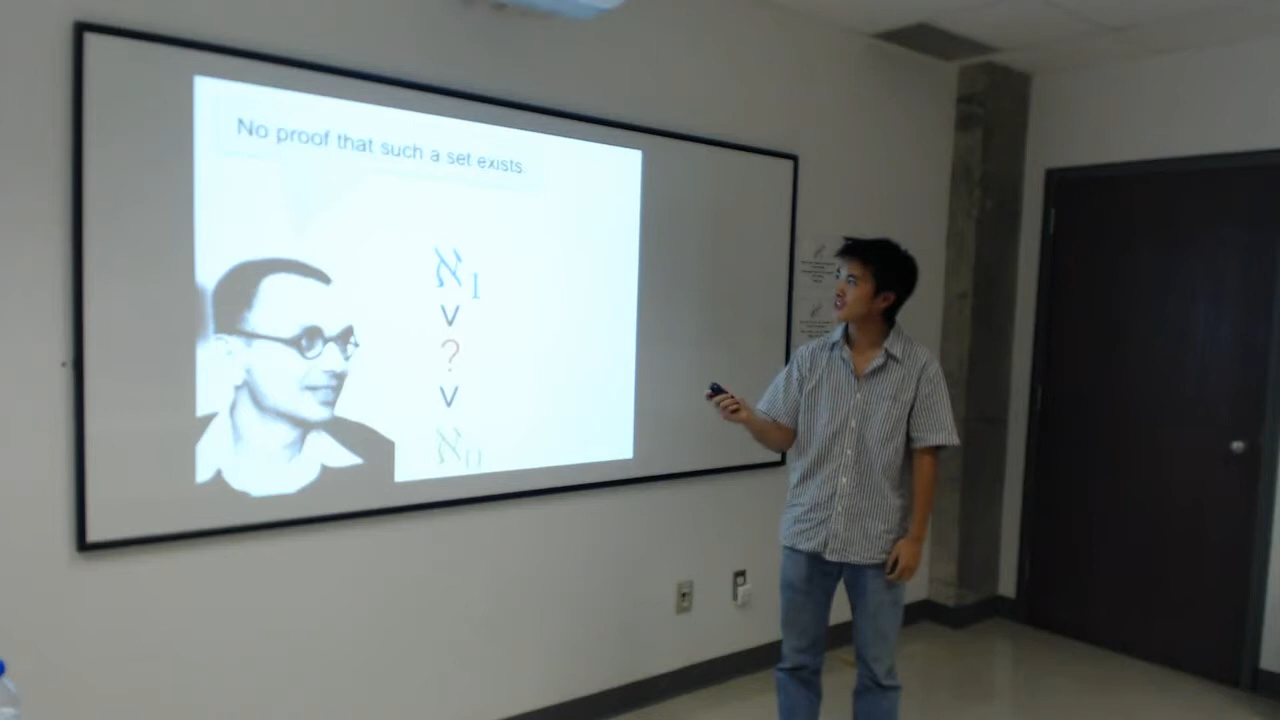 No proof that such a set exists
ℵ1
v
?
v
ℵ0